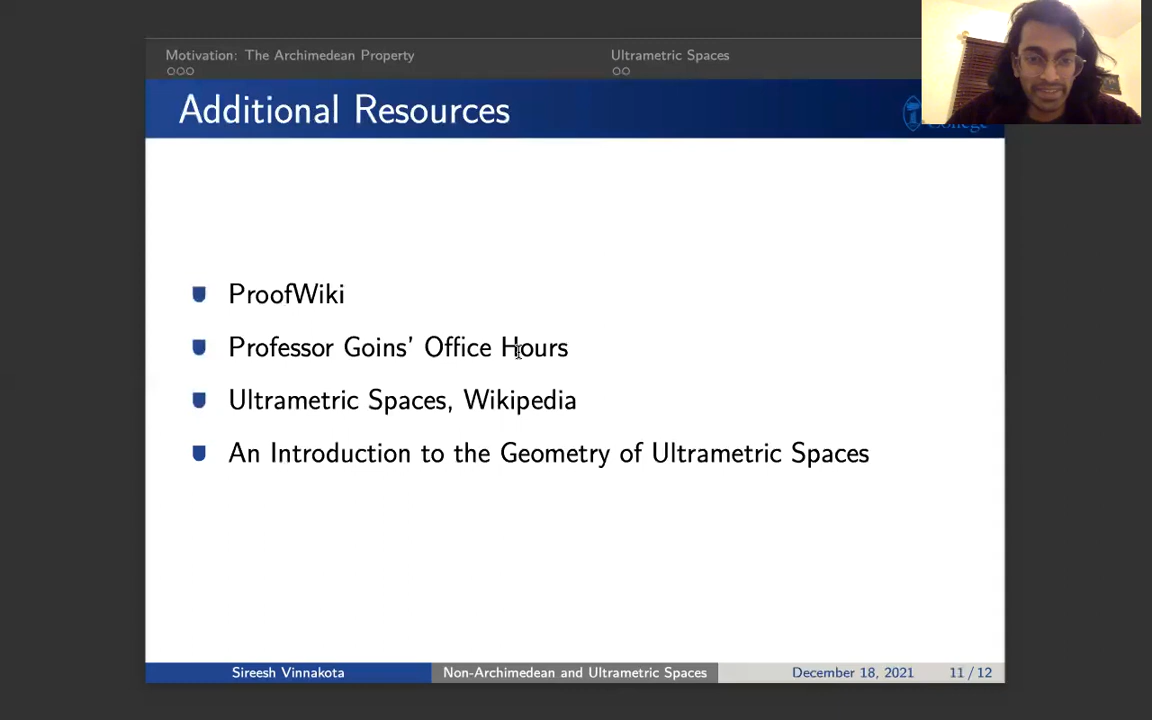 Motivation: The Archimedean Property
Ultrametric Spaces
Additional Resources
College
ProofWiki
Professor Goins' Office Hours
Ultrametric Spaces, Wikipedia
An Introduction to the Geometry of Ultrametric Spaces
Sireesh Vinnakota
Non-Archimedean and Ultrametric Spaces
December 18, 2021
11 / 12